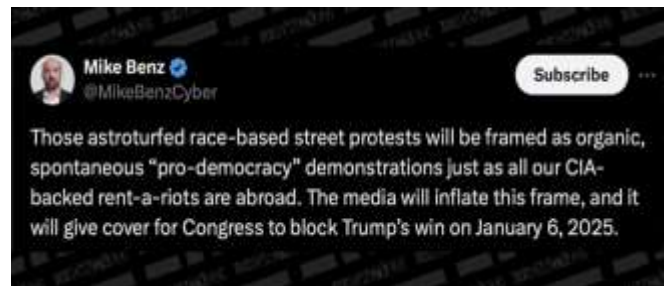 Mike Benz
@MikeBenzCyber
Subscribe
Those astroturfed race-based street protests will be framed as organic,
spontaneous “pro-democracy” demonstrations just as all our CIA-
backed rent-a-riots are abroad. The media will inflate this frame, and it
will give cover for Congress to block Trump’s win on January 6, 2025.